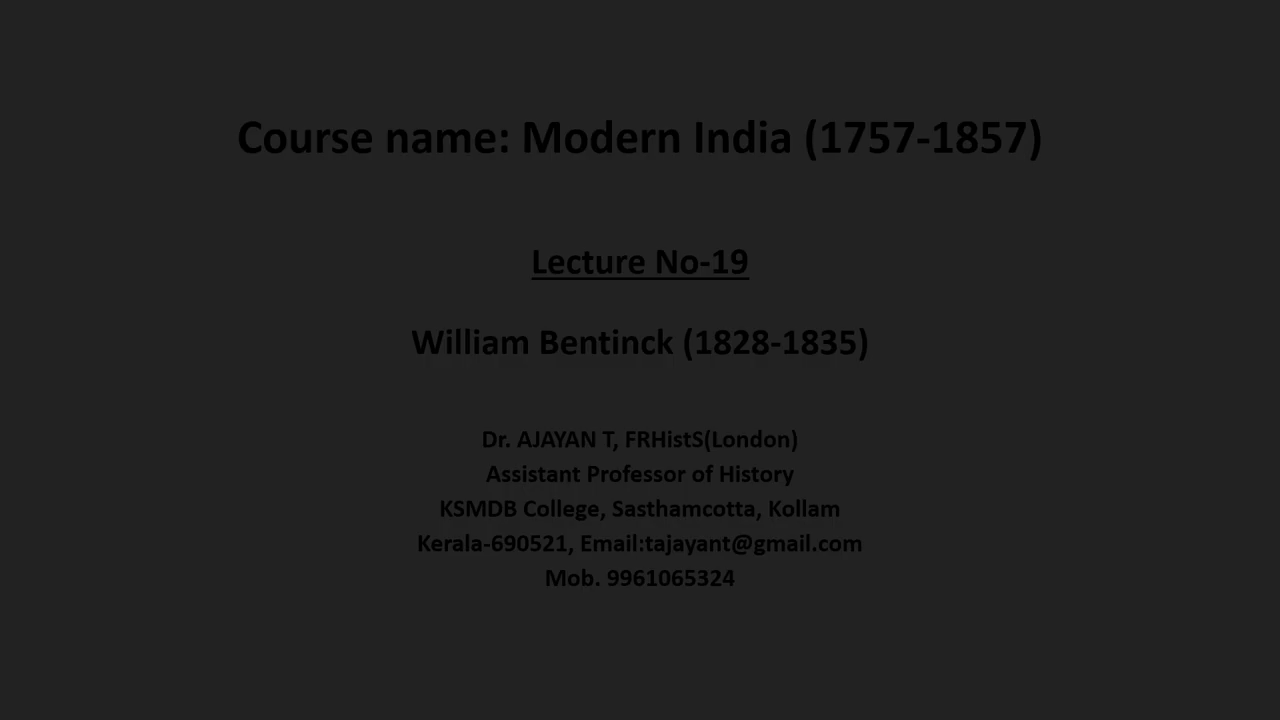 Course name: Modern India (1757-1857)
Lecture No-19
William Bentinck (1828-1835)
Dr. AJAYAN T, FRHistS(London)
Assistant Professor of History
KSMDB College, Sasthamcotta, Kollam
Kerala-690521, Email:tajayant@gmail.com
Mob. 9961065324